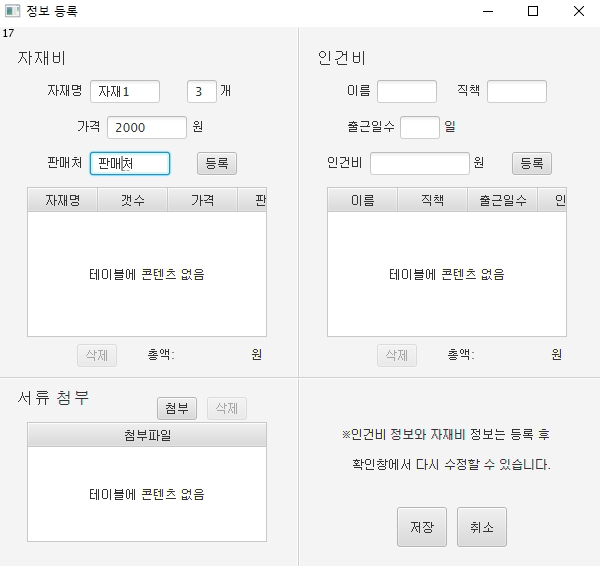 정보 등록
17
자재비
자재명 자재1 3 개
가격 2000 원
판매처 판매처 등록
자재명 갯수 가격 판
테이블에 콘텐츠 없음
삭제 총액: 원
인건비
이름 직책
출근일수 일
인건비 원 등록
이름 직책 출근일수 인
테이블에 콘텐츠 없음
삭제 총액: 원
서류 첨부
첨부 삭제
첨부파일
테이블에 콘텐츠 없음
※인건비 정보와 자재비 정보는 등록 후
확인창에서 다시 수정할 수 있습니다.
저장 취소